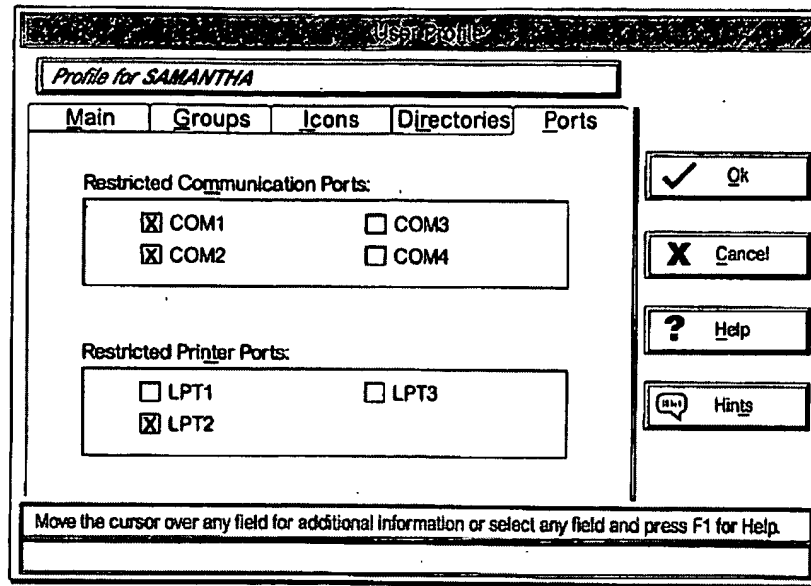 User Profile
Profile for SAMANTHA
Main Groups Icons Directories Ports
Restricted Communication Ports:
X COM1 COM3
X COM2 COM4
Restricted Printer Ports:
LPT1 LPT3
X LPT2
Ok
X Cancel
? Help
Hints
Move the cursor over any field for additional information or select any field and press F1 for Help.